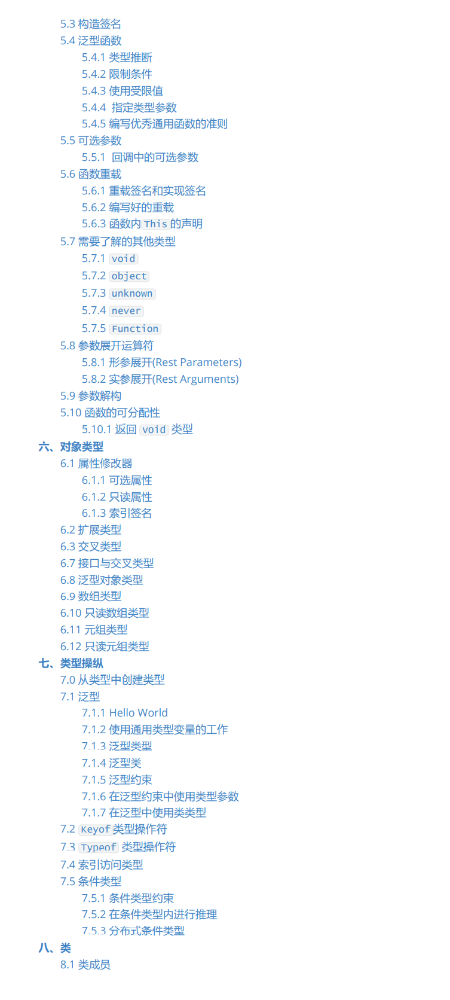 5.3 构造签名
5.4 泛型函数
5.4.1 类型推断
5.4.2 限制条件
5.4.3 使用受限值
5.4.4 指定类型参数
5.4.5 编写优秀通用函数的准则
5.5 可选参数
5.5.1 回调中的可选参数
5.6 函数重载
5.6.1 重载签名和实现签名
5.6.2 编写好的重载
5.6.3 函数内 This 的声明
5.7 需要了解的其他类型
5.7.1 void
5.7.2 object
5.7.3 unknown
5.7.4 never
5.7.5 Function
5.8 参数展开运算符
5.8.1 形参展开(Rest Parameters)
5.8.2 实参展开(Rest Arguments)
5.9 参数解构
5.10 函数的可分配性
5.10.1 返回 void 类型
六、对象类型
6.1 属性修改器
6.1.1 可选属性
6.1.2 只读属性
6.1.3 索引签名
6.2 扩展类型
6.3 交叉类型
6.7 接口与交叉类型
6.8 泛型对象类型
6.9 数组类型
6.10 只读数组类型
6.11 元组类型
6.12 只读元组类型
七、类型操纵
7.0 从类型中创建类型
7.1 泛型
7.1.1 Hello World
7.1.2 使用通用类型变量的工作
7.1.3 泛型类型
7.1.4 泛型类
7.1.5 泛型约束
7.1.6 在泛型约束中使用类型参数
7.1.7 在泛型中使用类类型
7.2 Keyof 类型操作符
7.3 Typeof 类型操作符
7.4 索引访问类型
7.5 条件类型
7.5.1 条件类型约束
7.5.2 在条件类型内进行推理
7.5.3 分布式条件类型
八、类
8.1 类成员